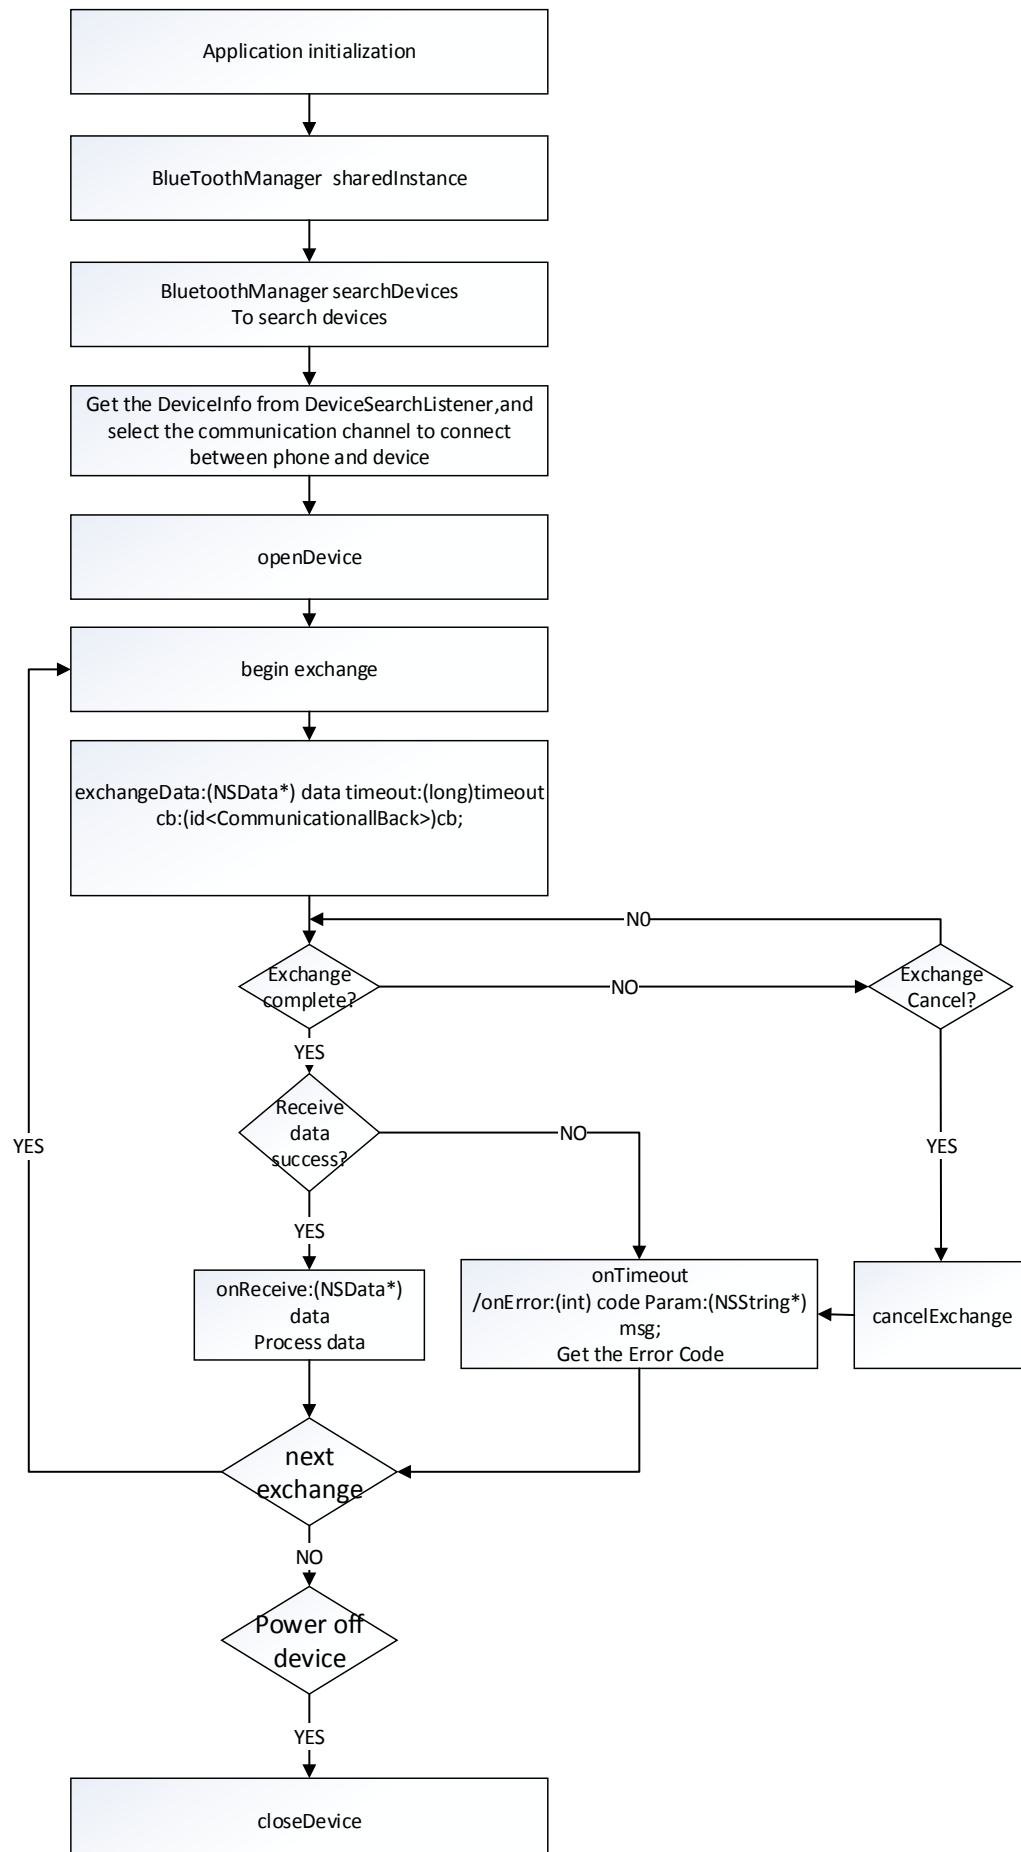 Application initialization
BlueToothManager  sharedInstance
BluetoothManager searchDevices
To search devices
Get the DeviceInfo from DeviceSearchListener,and
select the communication channel to connect
between phone and device
openDevice
begin exchange
exchangeData:(NSData*) data timeout:(long)timeout
cb:(id<CommunicationallBack>)cb;
N0
Exchange
complete?
NO
Exchange
Cancel?
YES
Receive
data
success?
NO
YES
YES
YES
onReceive:(NSData*)
data
Process data
onTimeout
/onError:(int) code Param:(NSString*)
msg;
Get the Error Code
cancelExchange
next
exchange
NO
Power off
device
YES
closeDevice